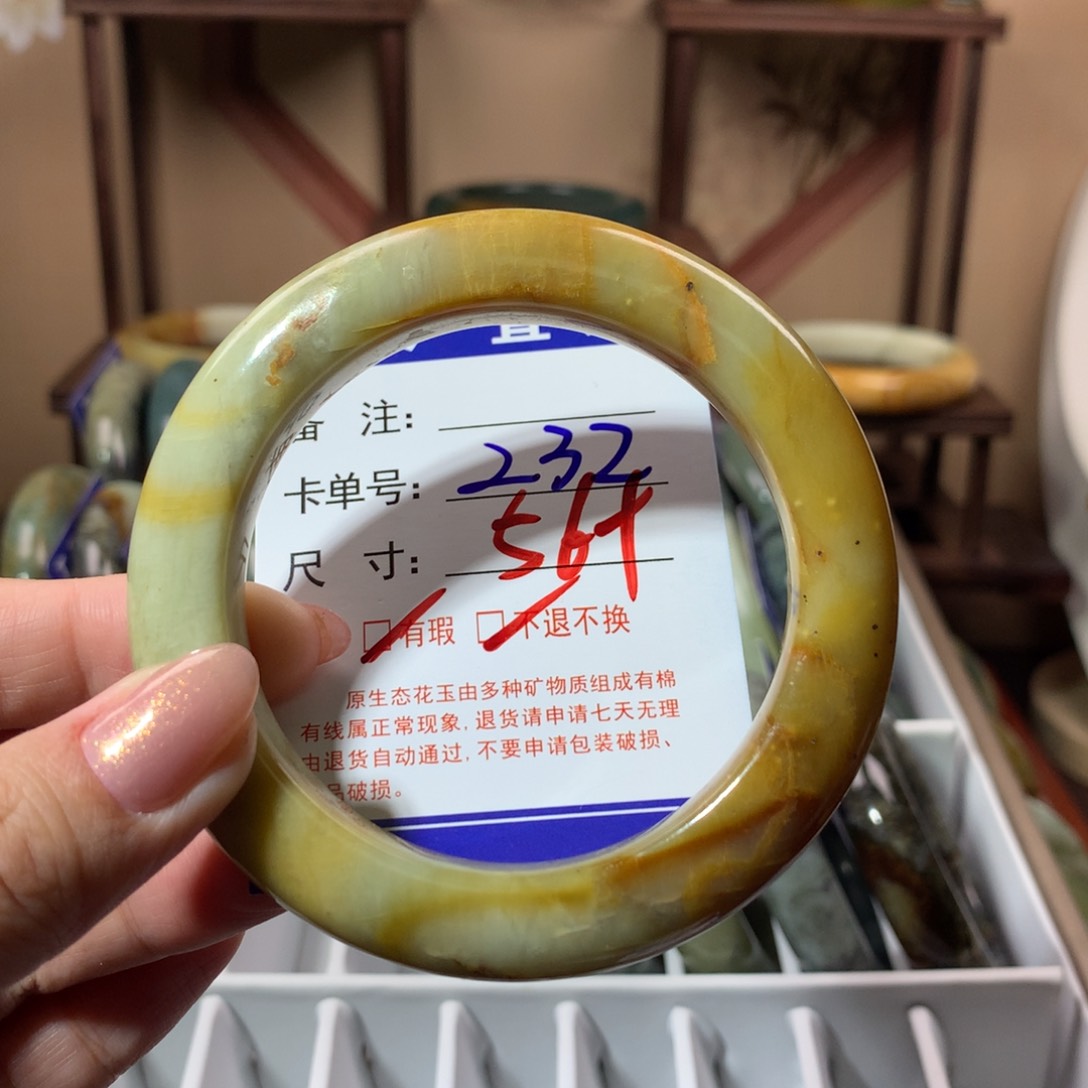 备 注：
卡单号：232
尺 寸：564
有瑕 不退不换
原生态花玉由多种矿物质组成有棉
有线属正常现象，退货请申请七天无理
由退货自动通过，不要申请包装破损、
品破损。